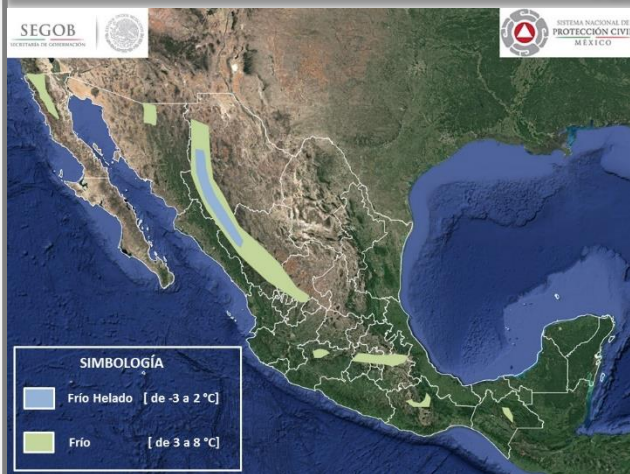 SEGOB
SECRETARÍA DE GOBERNACIÓN
SISTEMA NACIONAL DE
PROTECCIÓN CIVIL
MÉXICO
SIMBOLOGÍA
Frío Helado [ de -3 a 2 °C]
Frío [ de 3 a 8 °C]